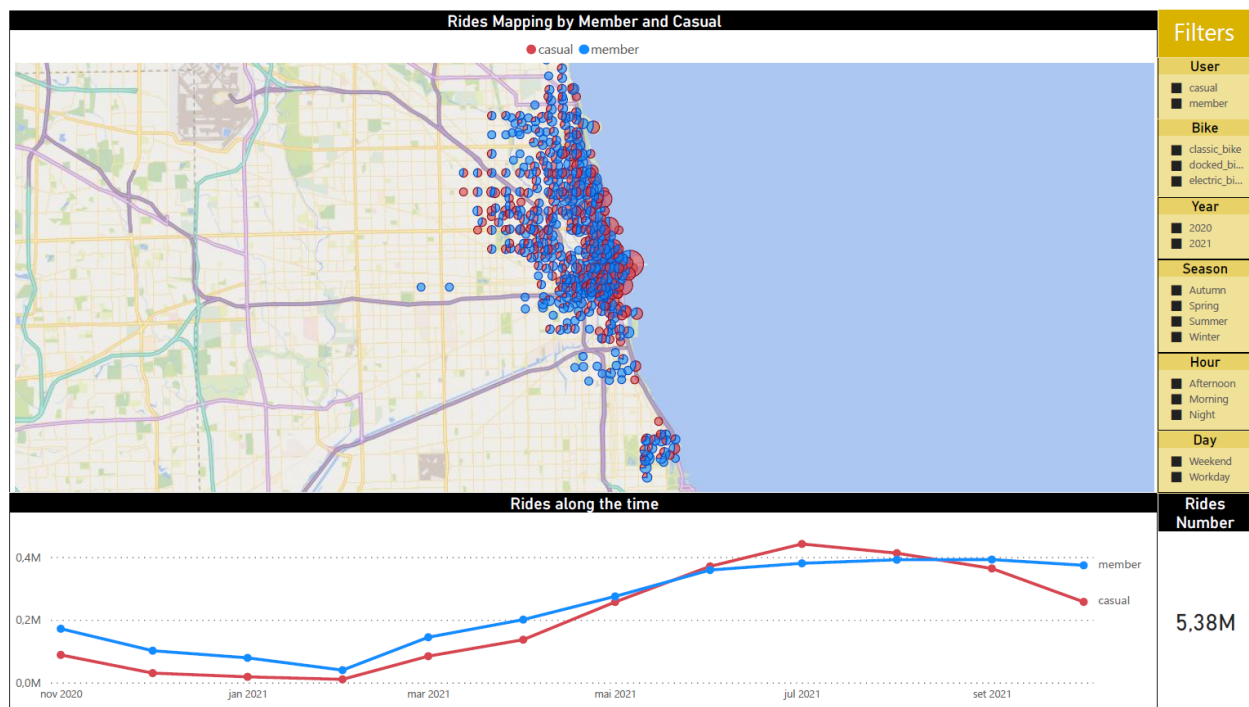 Rides Mapping by Member and Casual
casual member
Filters
User
casual
member
Bike
classic_bike
docked_bi...
electric_bi...
Year
2020
2021
Season
Autumn
Spring
Summer
Winter
Hour
Afternoon
Morning
Night
Day
Weekend
Workday
Rides along the time
0,4M
0,2M
0,0M
nov 2020 jan 2021 mar 2021 mai 2021 jul 2021 set 2021
member
casual
Rides
Number
5,38M